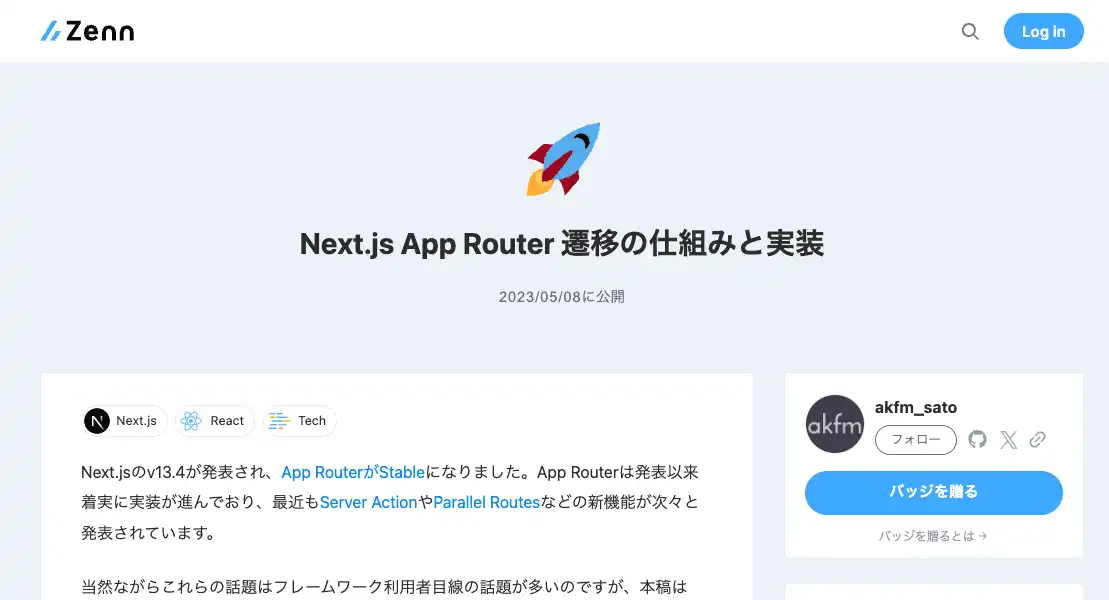 Zenn
Log in
Next.js App Router 遷移の仕組みと実装
2023/05/08に公開
Next.js
React
Tech
Next.jsのv13.4が発表され、App RouterがStableになりました。App Routerは発表以来
着実に実装が進んでおり、最近もServer ActionやParallel Routesなどの新機能が次々と
発表されています。
当然ながらこれらの話題はフレームワーク利用者目線の話題が多いのですが、本稿は
akfm
akfm_sato
フォロー
バッジを贈る
バッジを贈るとは →